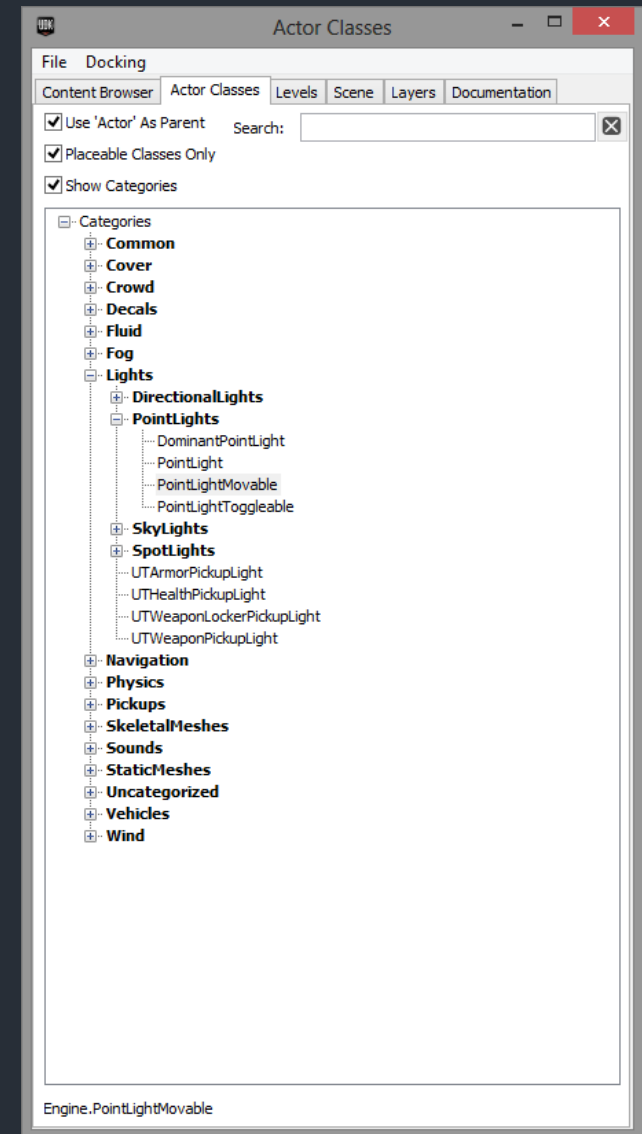 UDK
Actor Classes
File Docking
Content Browser Actor Classes Levels Scene Layers Documentation
Use 'Actor' As Parent Search:
Placeable Classes Only
Show Categories
Categories
Common
Cover
Crowd
Decals
Fluid
Fog
Lights
DirectionalLights
PointLights
DominantPointLight
PointLight
PointLightMovable
PointLightToggleable
SkyLights
SpotLights
UTArmorPickupLight
UTHealthPickupLight
UTWeaponLockerPickupLight
UTWeaponPickupLight
Navigation
Physics
Pickups
SkeletalMeshes
Sounds
StaticMeshes
Uncategorized
Vehicles
Wind
Engine.PointLightMovable